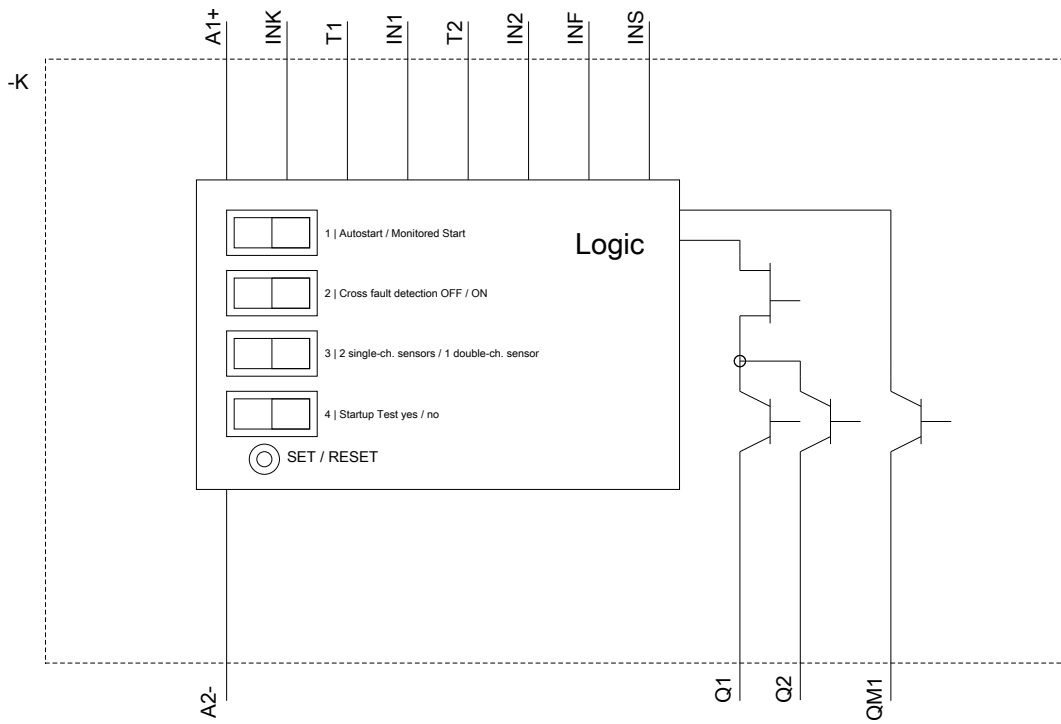 A1+
INK
T1
IN1
T2
IN2
INF
INS
-K
1 | Autostart / Monitored Start
Logic
2 | Cross fault detection OFF / ON
3 | 2 single-ch. sensors / 1 double-ch. sensor
4 | Startup Test yes / no
SET / RESET
A2-
Q1
Q2
QM1